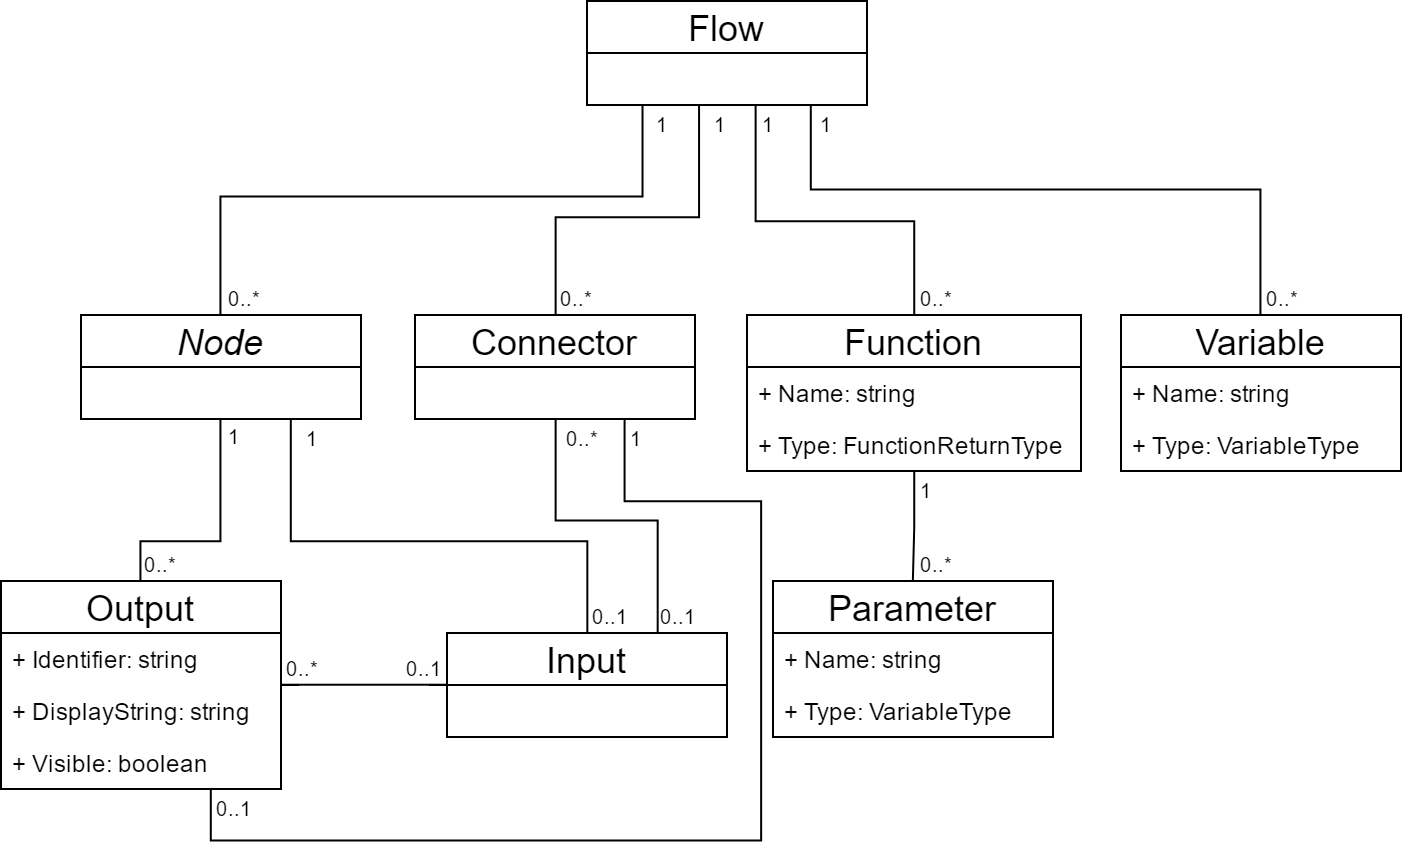 Flow
1
1
1
1
0..*
0..*
0..*
0..*
Node
Connector
Function
+ Name: string
+ Type: FunctionReturnType
Variable
+ Name: string
+ Type: VariableType
1
1
0..*
1
1
0..*
0..1
0..1
0..*
Output
+ Identifier: string
+ DisplayString: string
+ Visible: boolean
0..*
0..1
Input
Parameter
+ Name: string
+ Type: VariableType
0..1